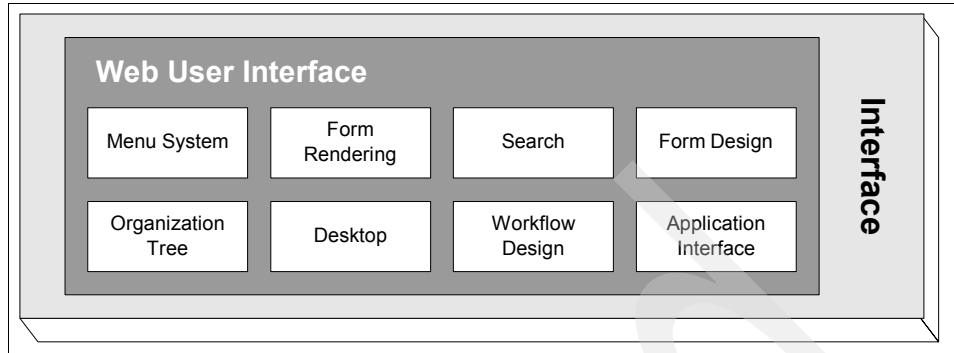 Web User Interface
Menu System
Form
Rendering
Search
Form Design
Organization
Tree
Desktop
Workflow
Design
Application
Interface
Interface